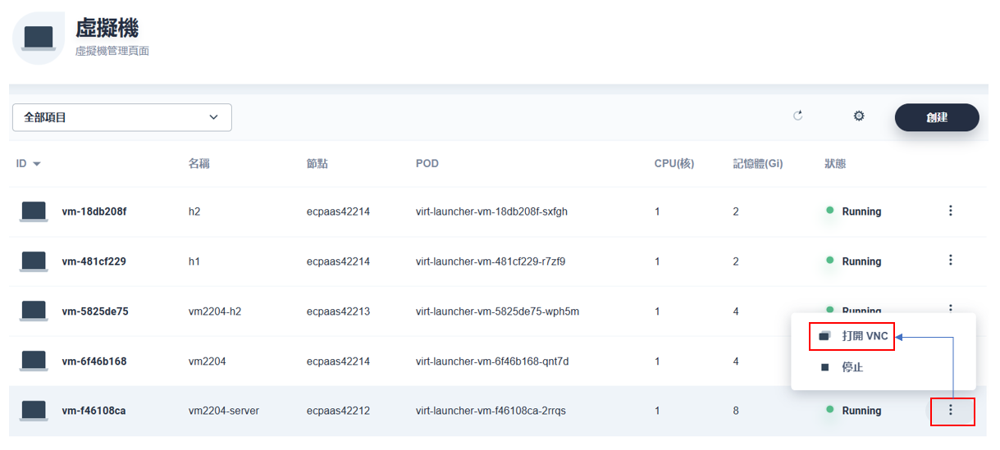 虛擬機
虛擬機管理頁面
全部項目
創建
ID 名稱 節點 POD CPU(核) 記憶體(Gi) 狀態
vm-18db208f h2 ecpaas42214 virt-launcher-vm-18db208f-sxfgh 1 2 Running
vm-481cf229 h1 ecpaas42214 virt-launcher-vm-481cf229-r7zf9 1 2 Running
vm-5825de75 vm2204-h2 ecpaas42213 virt-launcher-vm-5825de75-wph5m 1 4 Running
打開 VNC
vm-6f46b168 vm2204 ecpaas42214 virt-launcher-vm-6f46b168-qnt7d 1 4
停止
vm-f46108ca vm2204-server ecpaas42212 virt-launcher-vm-f46108ca-2rrqs 1 8 Running